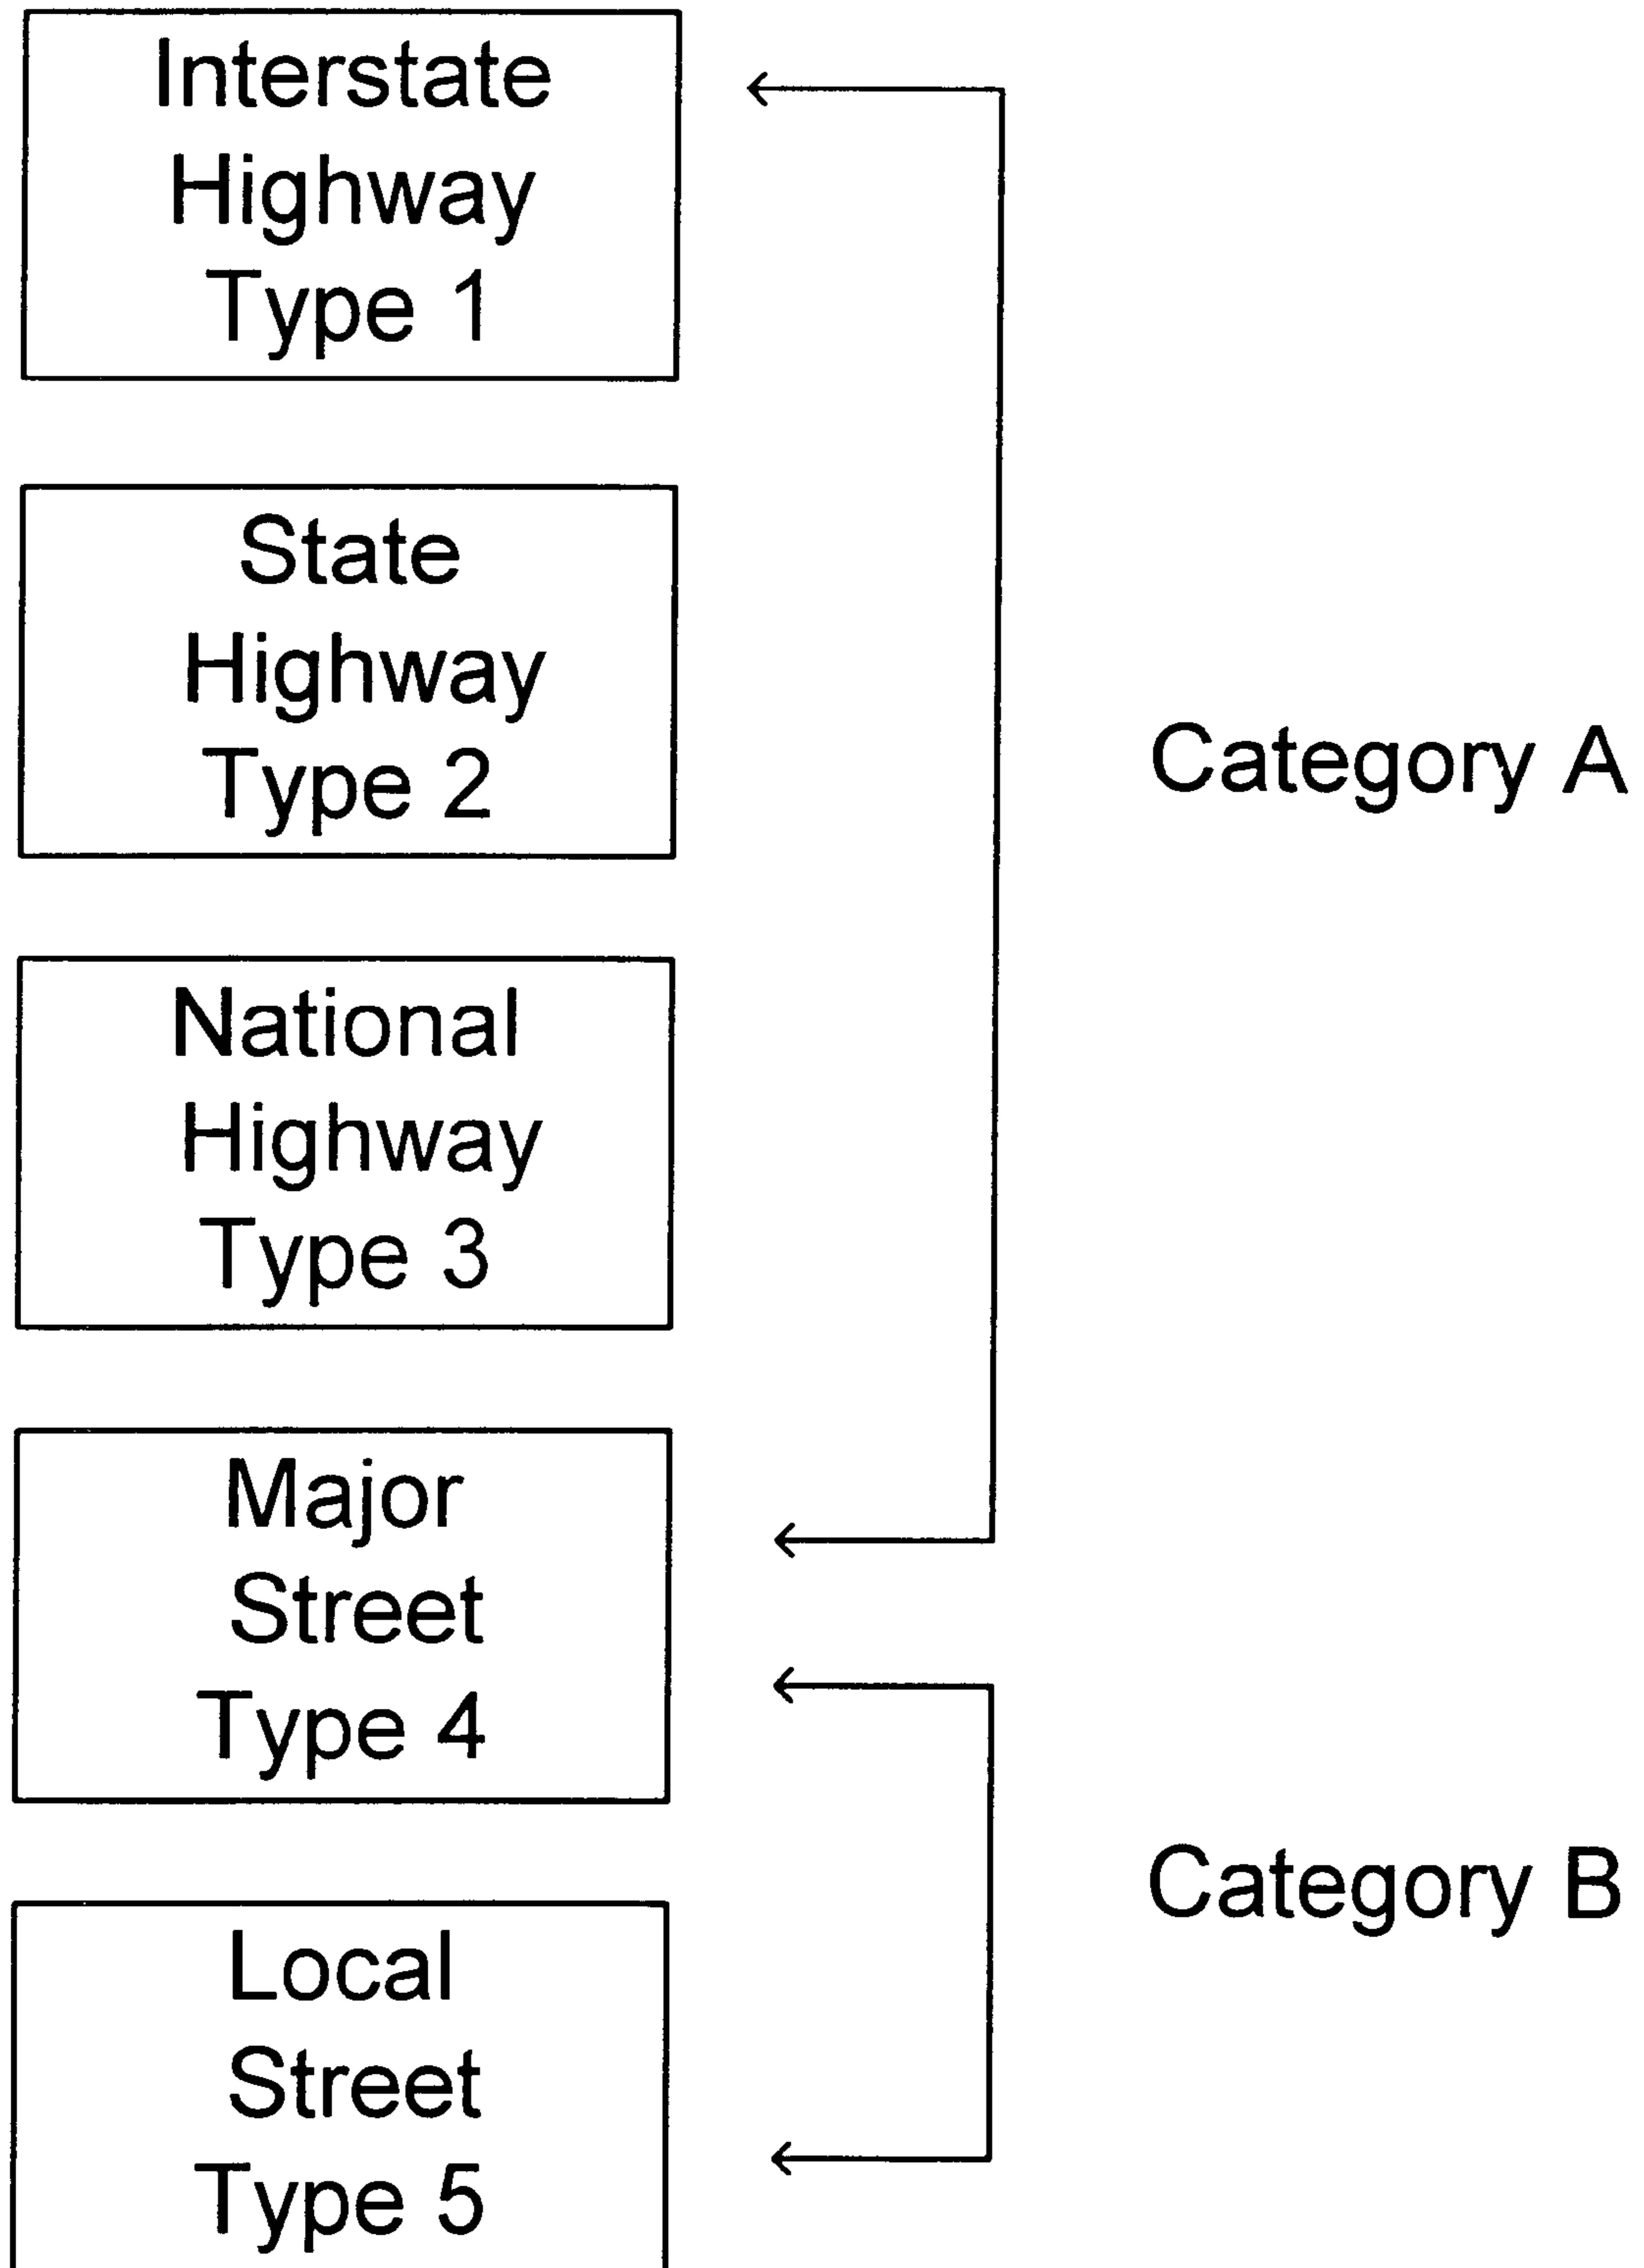 Interstate
Highway
Type 1
State
Highway
Type 2
Category A
National
Highway
Type 3
Major
Street
Type 4
Category B
Local
Street
Type 5